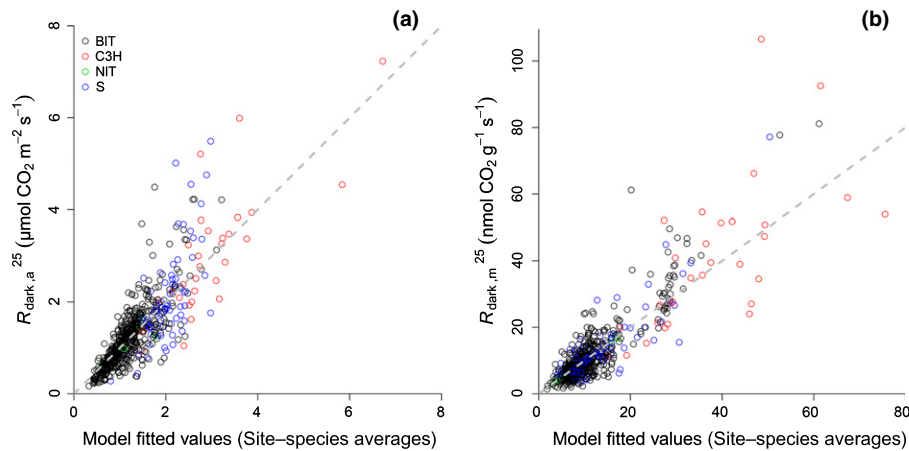 (a)
BIT
C3H
NIT
S
8
6
4
2
0
R dark,a 25 (μmol CO2 m−2 s−1)
0 2 4 6 8
Model fitted values (Site–species averages)
(b)
100
80
60
40
20
0
R dark,m 25 (nmol CO2 g−1 s−1)
0 20 40 60 80
Model fitted values (Site–species averages)